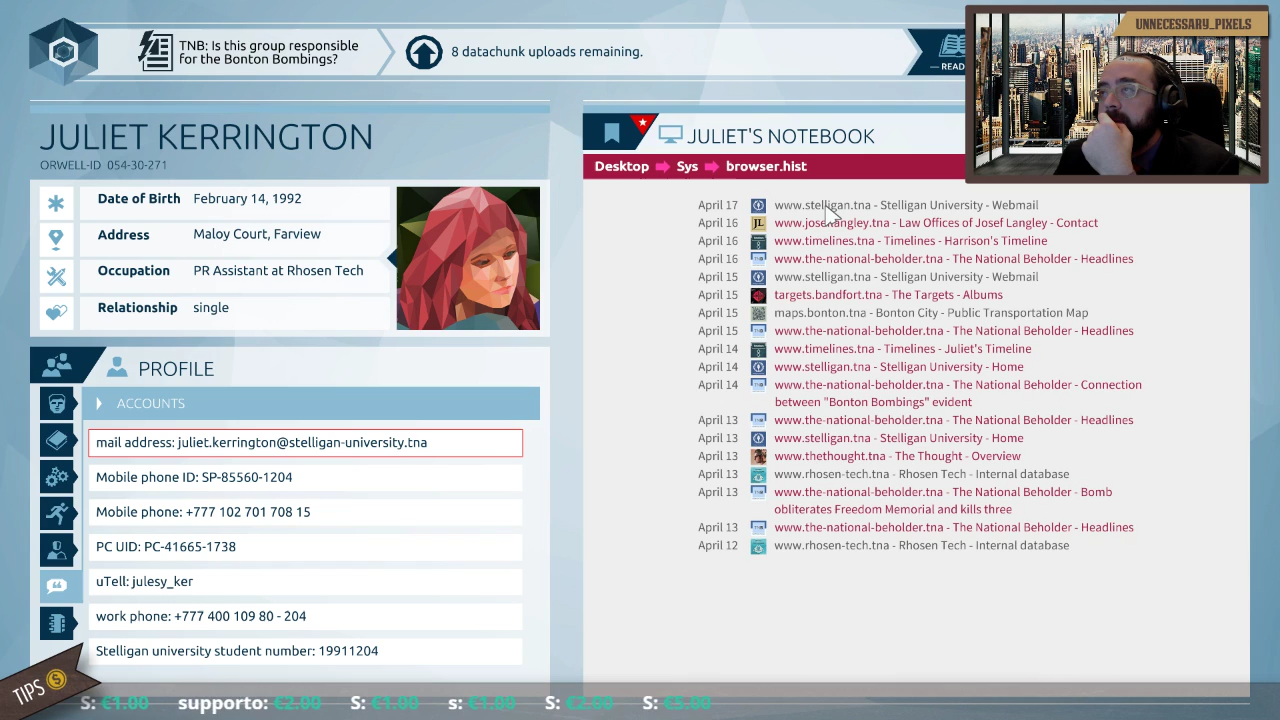 UNNECESSARY_PIXELS
TNB: Is this group responsible
for the Bonton Bombings?
8 datachunk uploads remaining.
— READ
JULIET KERRINGTON
ORWELL-ID 054-30-271
Date of Birth February 14, 1992
Address Maloy Court, Farview
Occupation PR Assistant at Rhosen Tech
Relationship single
PROFILE
ACCOUNTS
mail address: juliet.kerrington@stelligan-university.tna
Mobile phone ID: SP-85560-1204
Mobile phone: +777 102 701 708 15
PC UID: PC-41665-1738
uTell: julesy_ker
work phone: +777 400 109 80 - 204
Stelligan university student number: 19911204
JULIET'S NOTEBOOK
Desktop Sys browser.hist
April 17 www.stelligan.tna - Stelligan University - Webmail
April 16 JL www.josef-langley.tna - Law Offices of Josef Langley - Contact
April 16 www.timelines.tna - Timelines - Harrison's Timeline
April 16 www.the-national-beholder.tna - The National Beholder - Headlines
April 15 www.stelligan.tna - Stelligan University - Webmail
April 15 targets.bandfort.tna - The Targets - Albums
April 15 maps.bonton.tna - Bonton City - Public Transportation Map
April 15 www.the-national-beholder.tna - The National Beholder - Headlines
April 14 www.timelines.tna - Timelines - Juliet's Timeline
April 14 www.stelligan.tna - Stelligan University - Home
April 14 www.the-national-beholder.tna - The National Beholder - Connection
between "Bonton Bombings" evident
April 13 www.the-national-beholder.tna - The National Beholder - Headlines
April 13 www.stelligan.tna - Stelligan University - Home
April 13 www.thethought.tna - The Thought - Overview
April 13 www.rhosen-tech.tna - Rhosen Tech - Internal database
April 13 www.the-national-beholder.tna - The National Beholder - Bomb
obliterates Freedom Memorial and kills three
April 13 www.the-national-beholder.tna - The National Beholder - Headlines
April 12 www.rhosen-tech.tna - Rhosen Tech - Internal database
TIPS
S: €1.00 supporto: €2.00 S: €1.00 s: €1.00 S: €2.00 S: €5.00